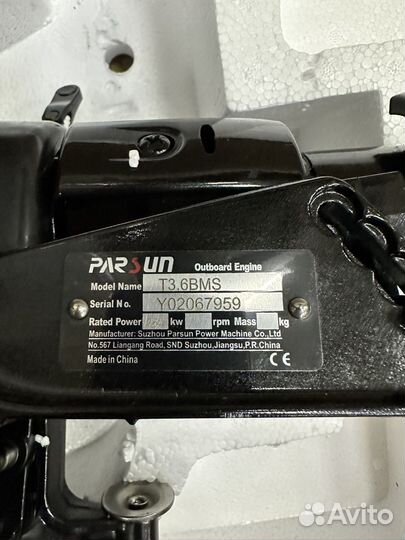 PARSUN Outboard Engine
Model Name T3.6BMS
Serial No. Y02067959
Rated Power kw rpm Mass kg
Manufacturer: Suzhou Parsun Power Machine Co.,Ltd
No.567 Liangang Road, SND Suzhou,Jiangsu,P.R.China
Made in China CE
Avito